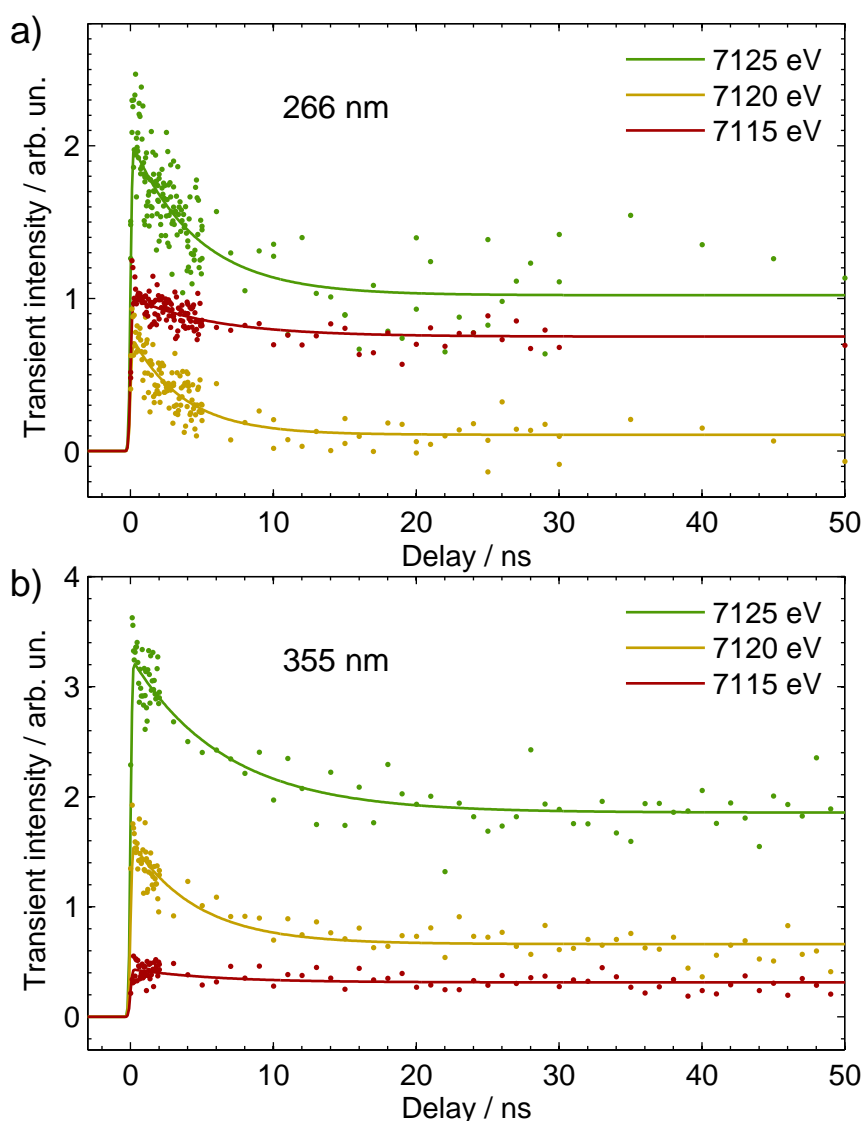 a)
7125 eV
7120 eV
7115 eV
266 nm
Transient intensity / arb. un.
2
1
0
0 10 20 30 40 50
Delay / ns
b)
7125 eV
7120 eV
7115 eV
355 nm
Transient intensity / arb. un.
4
3
2
1
0
0 10 20 30 40 50
Delay / ns